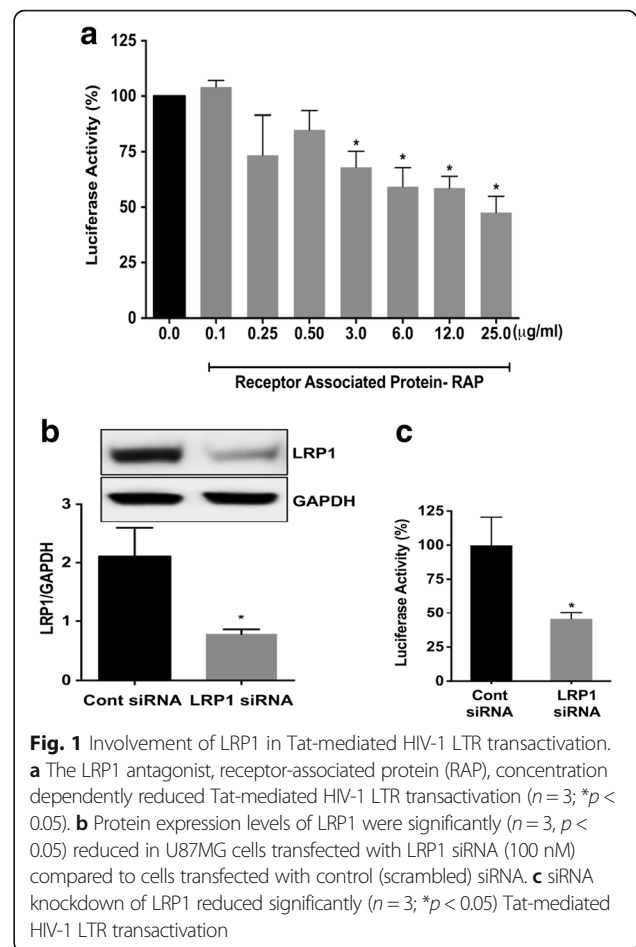 a
125
100
75
50
25
0
Luciferase Activity (%)
* * * *
0.0 0.1 0.25 0.50 3.0 6.0 12.0 25.0 (μg/ml)
Receptor Associated Protein- RAP
b
LRP1
GAPDH
3
2
1
0
LRP1/GAPDH
*
Cont siRNA LRP1 siRNA
c
125
100
75
50
25
0
Luciferase Activity (%)
*
Cont siRNA
LRP1 siRNA
Fig. 1 Involvement of LRP1 in Tat-mediated HIV-1 LTR transactivation.
a The LRP1 antagonist, receptor-associated protein (RAP), concentration
dependently reduced Tat-mediated HIV-1 LTR transactivation (n = 3; *p <
0.05). b Protein expression levels of LRP1 were significantly (n = 3, p <
0.05) reduced in U87MG cells transfected with LRP1 siRNA (100 nM)
compared to cells transfected with control (scrambled) siRNA. c siRNA
knockdown of LRP1 reduced significantly (n = 3; *p < 0.05) Tat-mediated
HIV-1 LTR transactivation